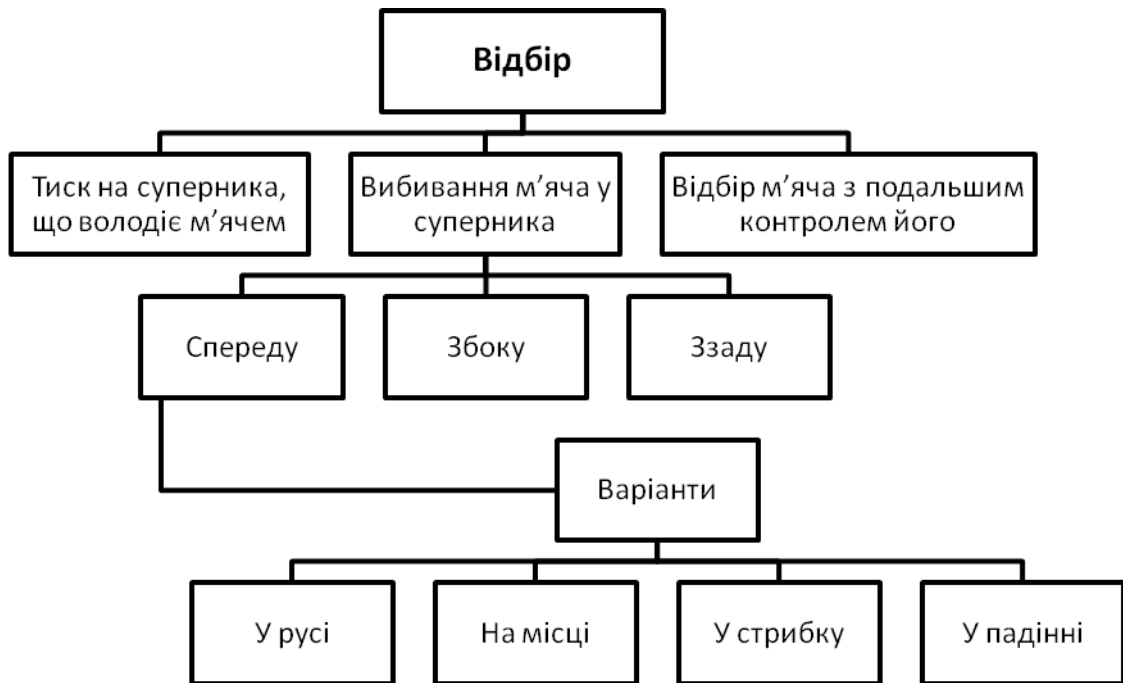 Відбір
Тиск на суперника,
що володіє м’ячем
Вибивання м’яча у
суперника
Відбір м’яча з подальшим
контролем його
Спереду
Збоку
Ззаду
Варіанти
У русі
На місці
У стрибку
У падінні